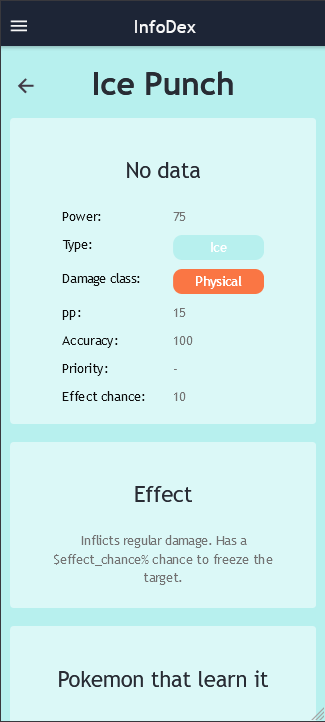 InfoDex
Ice Punch
No data
Power: 75
Type: Ice
Damage class: Physical
pp: 15
Accuracy: 100
Priority: -
Effect chance: 10
Effect
Inflicts regular damage. Has a
$effect_chance% chance to freeze the
target.
Pokemon that learn it